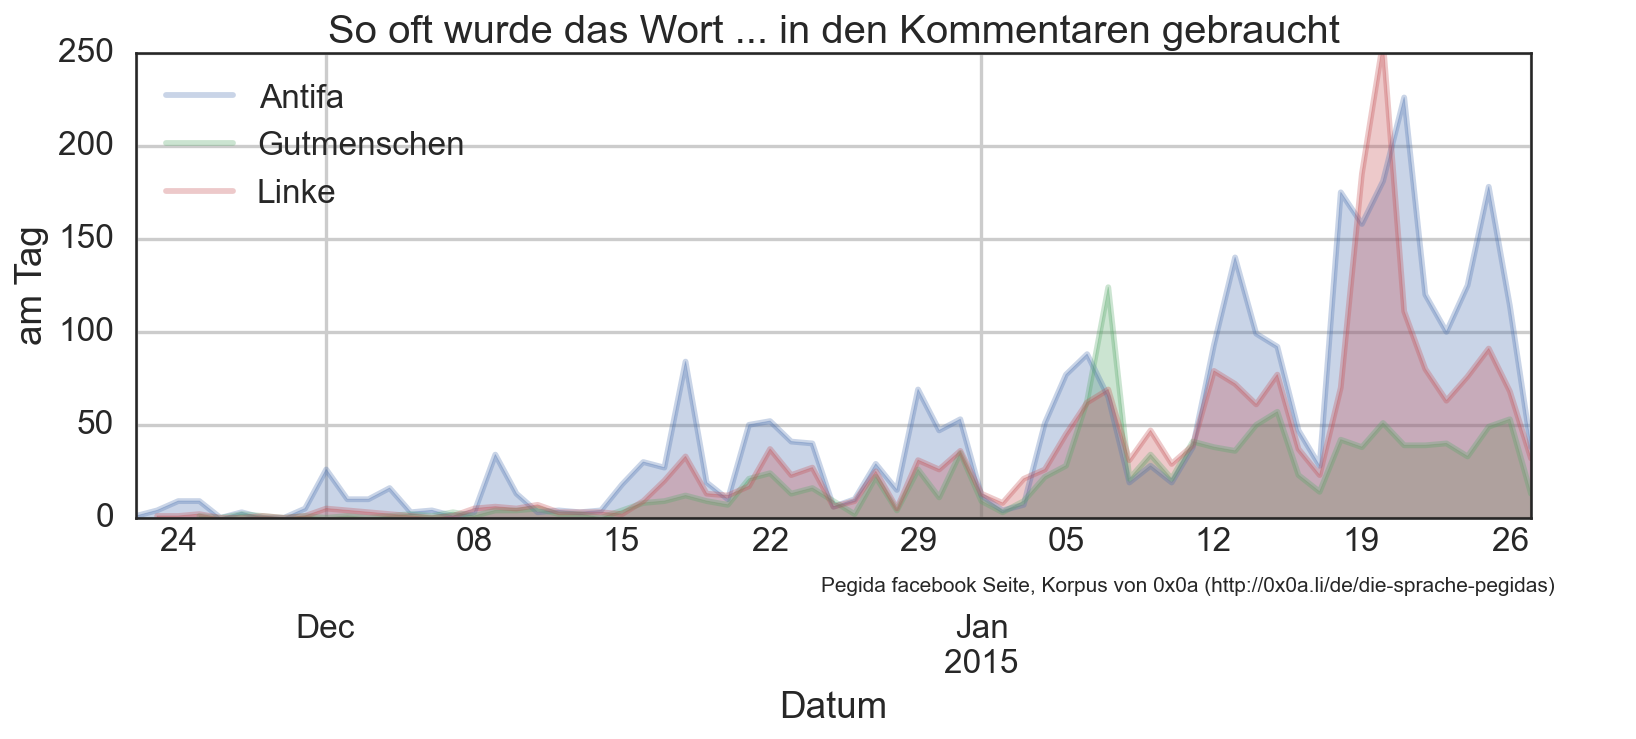 So oft wurde das Wort ... in den Kommentaren gebraucht
250
200
150
100
50
0
am Tag
Antifa
Gutmenschen
Linke
24 08 15 22 29 05 12 19 26
Pegida facebook Seite, Korpus von 0x0a (http://0x0a.li/de/die-sprache-pegidas)
Dec Jan
2015
Datum